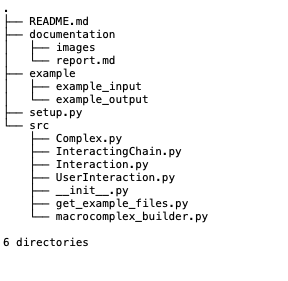 .
├── README.md
├── documentation
│   ├── images
│   └── report.md
├── example
│   ├── example_input
│   └── example_output
├── setup.py
└── src
    ├── Complex.py
    ├── InteractingChain.py
    ├── Interaction.py
    ├── UserInteraction.py
    ├── __init__.py
    ├── get_example_files.py
    └── macrocomplex_builder.py

6 directories